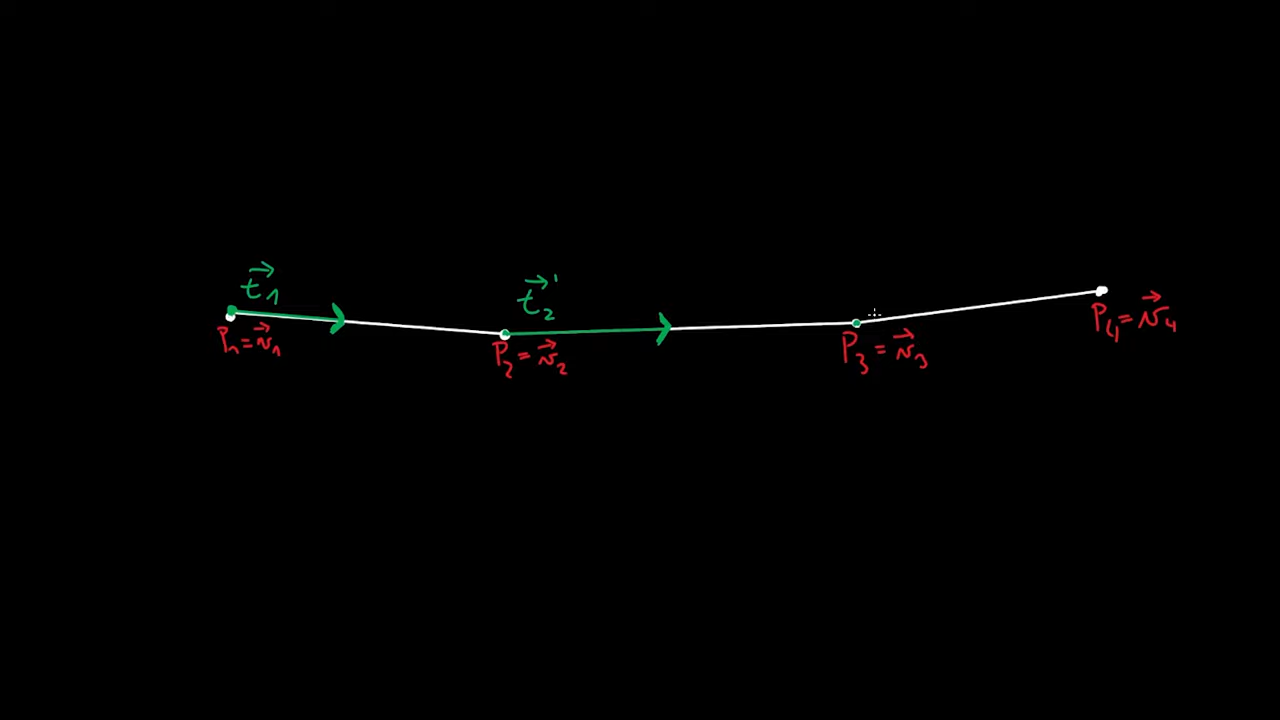 t⃗₁
t⃗₂'
P₁ = v⃗₁
P₂ = v⃗₂
P₃ = v⃗₃
P₄ = v⃗₄